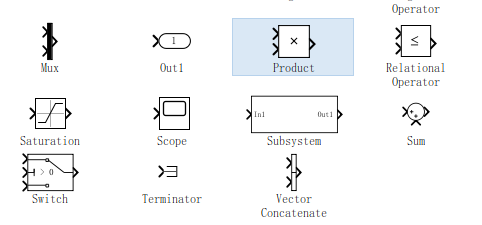 Operator
1
×
≤
Mux
Out1
Product
Relational
Operator
In1
Out1
Saturation
Scope
Subsystem
Sum
> 0
Switch
Terminator
Vector
Concatenate